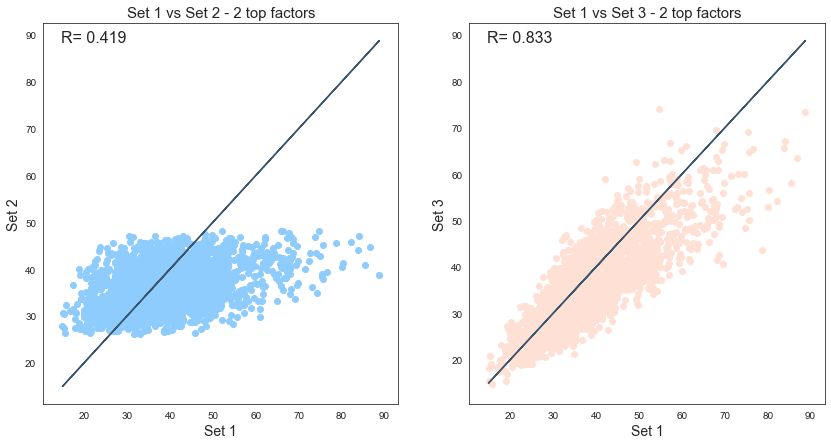 Set 1 vs Set 2 - 2 top factors
R= 0.419
90
80
70
60
50
40
30
20
Set 2
20 30 40 50 60 70 80 90
Set 1
Set 1 vs Set 3 - 2 top factors
R= 0.833
90
80
70
60
50
40
30
20
Set 3
20 30 40 50 60 70 80 90
Set 1